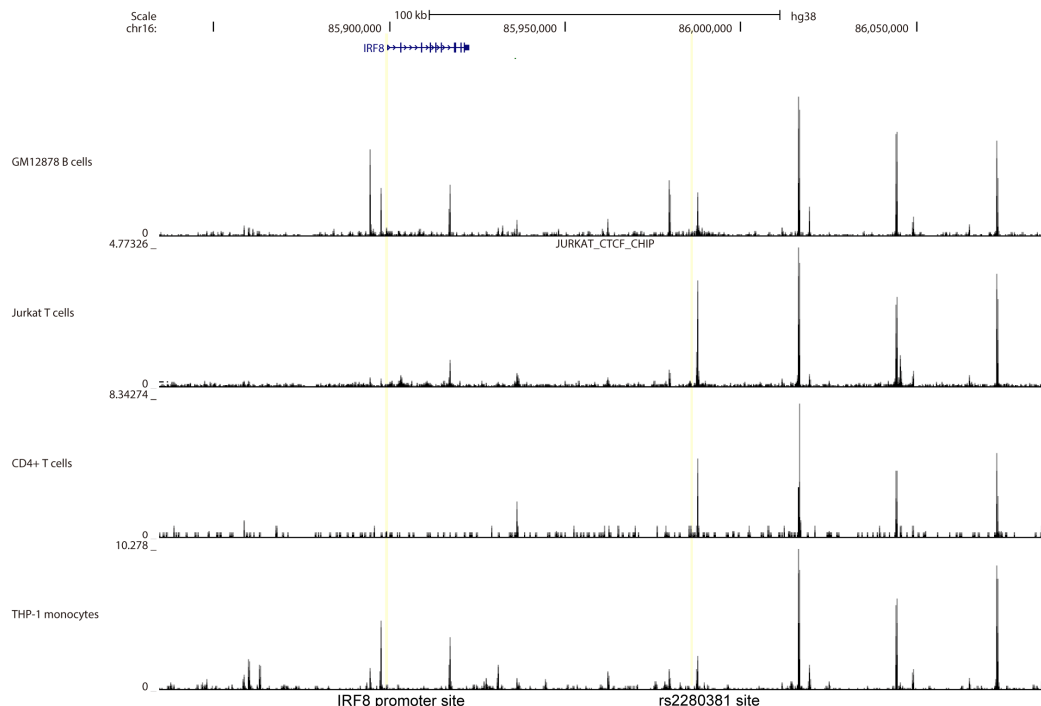 Scale 100 kb hg38
chr16: 85,900,000 85,950,000 86,000,000 86,050,000
IRF8
GM12878 B cells
0
4.77326 _ JURKAT_CTCF_CHIP
Jurkat T cells
0
8.34274 _
CD4+ T cells
0
10.278 _
THP-1 monocytes
0
IRF8 promoter site rs2280381 site